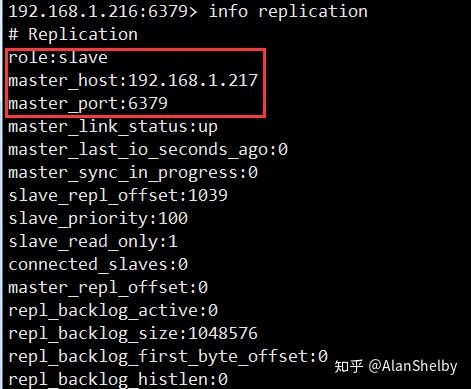 192.168.1.216:6379> info replication
# Replication
role:slave
master_host:192.168.1.217
master_port:6379
master_link_status:up
master_last_io_seconds_ago:0
master_sync_in_progress:0
slave_repl_offset:1039
slave_priority:100
slave_read_only:1
connected_slaves:0
master_repl_offset:0
repl_backlog_active:0
repl_backlog_size:1048576
repl_backlog_first_byte_offset:0
repl_backlog_histlen:0
知乎 @AlanShelby